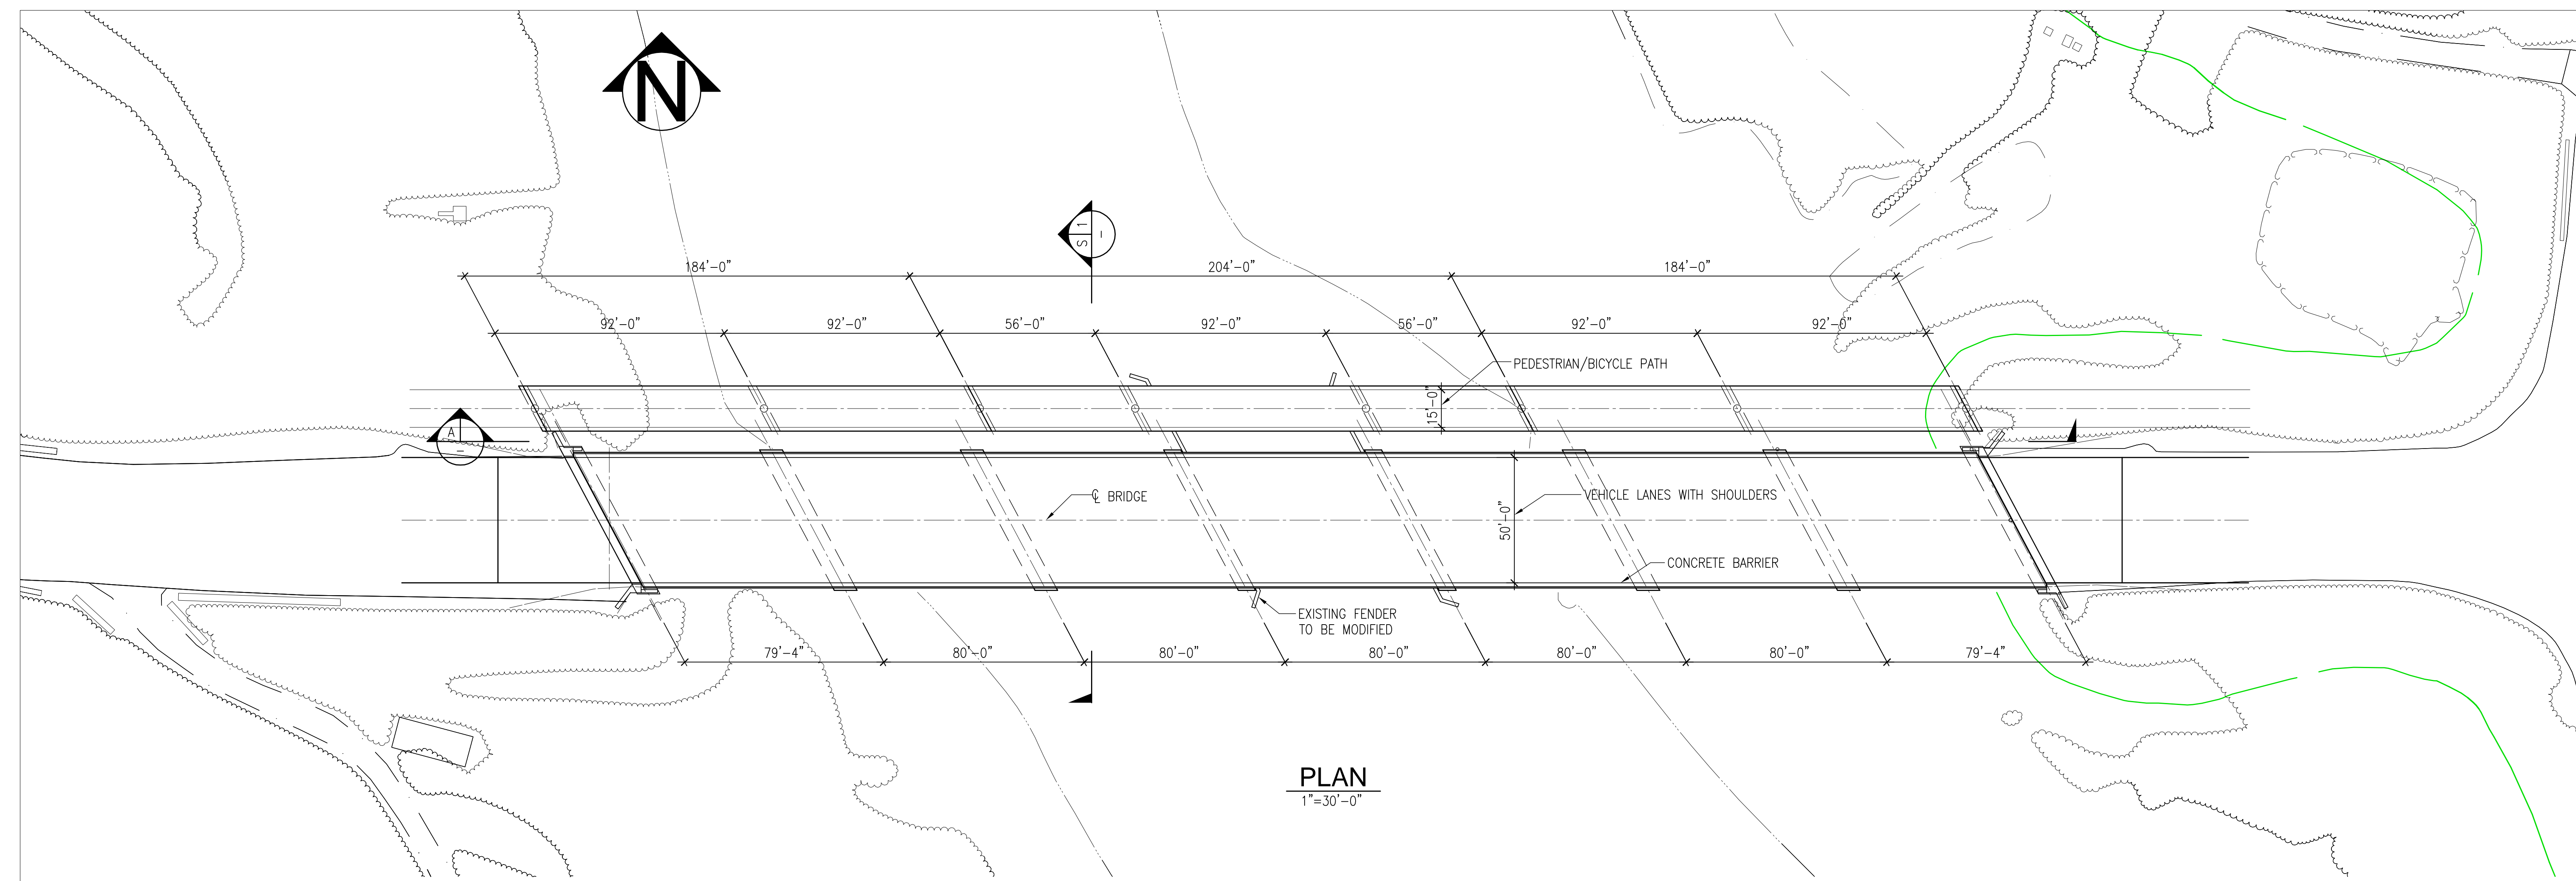 N
S 1
–
184'-0" 204'-0" 184'-0"
92'-0" 92'-0" 56'-0" 92'-0" 56'-0" 92'-0" 92'-0"
PEDESTRIAN/BICYCLE PATH
15'-0"
A
–
℄ BRIDGE
VEHICLE LANES WITH SHOULDERS
50'-0"
CONCRETE BARRIER
EXISTING FENDER
TO BE MODIFIED
79'-4" 80'-0" 80'-0" 80'-0" 80'-0" 80'-0" 79'-4"
PLAN
1"=30'-0"